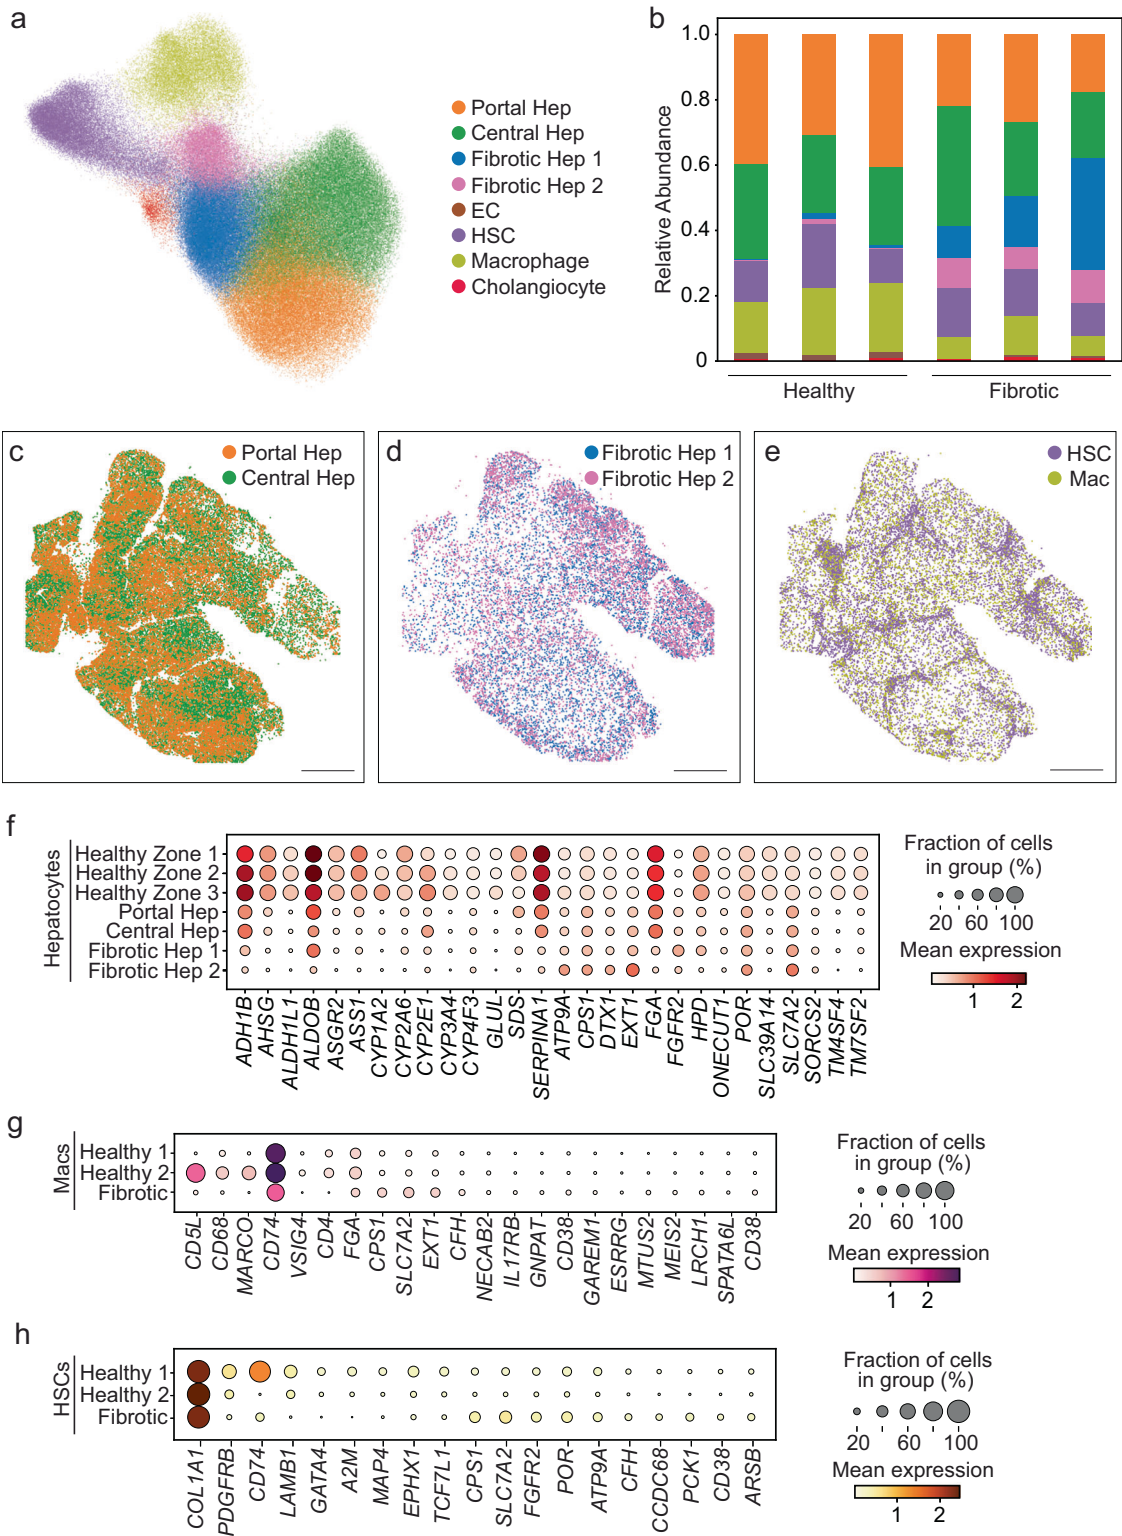 a
Portal Hep
Central Hep
Fibrotic Hep 1
Fibrotic Hep 2
EC
HSC
Macrophage
Cholangiocyte
b
Relative Abundance
1.0
0.8
0.6
0.4
0.2
0
Healthy
Fibrotic
c
Portal Hep
Central Hep
d
Fibrotic Hep 1
Fibrotic Hep 2
e
HSC
Mac
f
Hepatocytes
Healthy Zone 1
Healthy Zone 2
Healthy Zone 3
Portal Hep
Central Hep
Fibrotic Hep 1
Fibrotic Hep 2
ADH1B
AHSG
ALDH1L1
ALDOB
ASGR2
ASS1
CYP1A2
CYP2A6
CYP2E1
CYP3A4
CYP4F3
GLUL
SDS
SERPINA1
ATP9A
CPS1
DTX1
EXT1
FGA
FGFR2
HPD
ONECUT1
POR
SLC39A14
SLC7A2
SORCS2
TM4SF4
TM7SF2
Fraction of cells
in group (%)
20 60 100
Mean expression
1 2
g
Macs
Healthy 1
Healthy 2
Fibrotic
CD5L
CD68
MARCO
CD74
VSIG4
CD4
FGA
CPS1
SLC7A2
EXT1
CFH
NECAB2
IL17RB
GNPAT
CD38
GAREM1
ESRRG
MTUS2
MEIS2
LRCH1
SPATA6L
CD38
Fraction of cells
in group (%)
20 60 100
Mean expression
1 2
h
HSCs
Healthy 1
Healthy 2
Fibrotic
COL1A1
PDGFRB
CD74
LAMB1
GATA4
A2M
MAP4
EPHX1
TCF7L1
CPS1
SLC7A2
FGFR2
POR
ATP9A
CFH
CCDC68
PCK1
CD38
ARSB
Fraction of cells
in group (%)
20 60 100
Mean expression
1 2